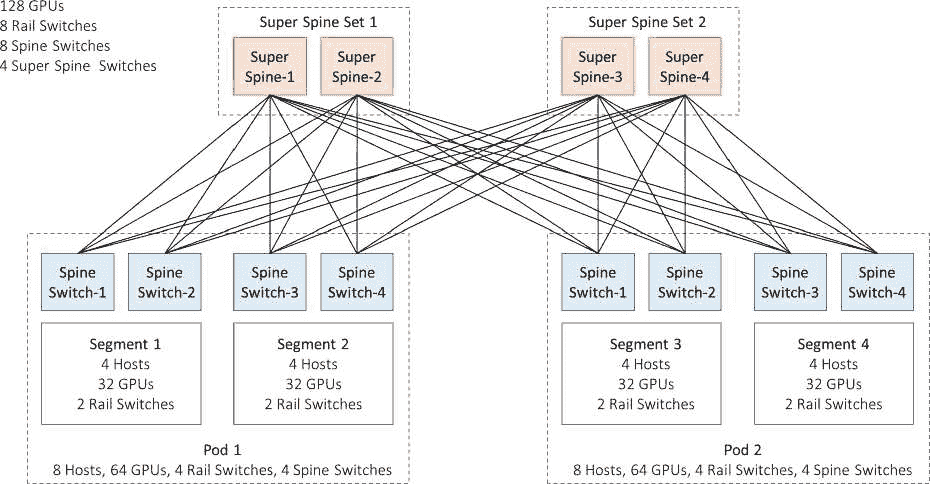 128 GPUs
8 Rail Switches
8 Spine Switches
4 Super Spine Switches
Super Spine Set 1
Super Spine Set 2
Super
Spine-1
Super
Spine-2
Super
Spine-3
Super
Spine-4
Spine
Switch-1
Spine
Switch-2
Spine
Switch-3
Spine
Switch-4
Spine
Switch-1
Spine
Switch-2
Spine
Switch-3
Spine
Switch-4
Segment 1
4 Hosts
32 GPUs
2 Rail Switches
Segment 2
4 Hosts
32 GPUs
2 Rail Switches
Segment 3
4 Hosts
32 GPUs
2 Rail Switches
Segment 4
4 Hosts
32 GPUs
2 Rail Switches
Pod 1
8 Hosts, 64 GPUs, 4 Rail Switches, 4 Spine Switches
Pod 2
8 Hosts, 64 GPUs, 4 Rail Switches, 4 Spine Switches